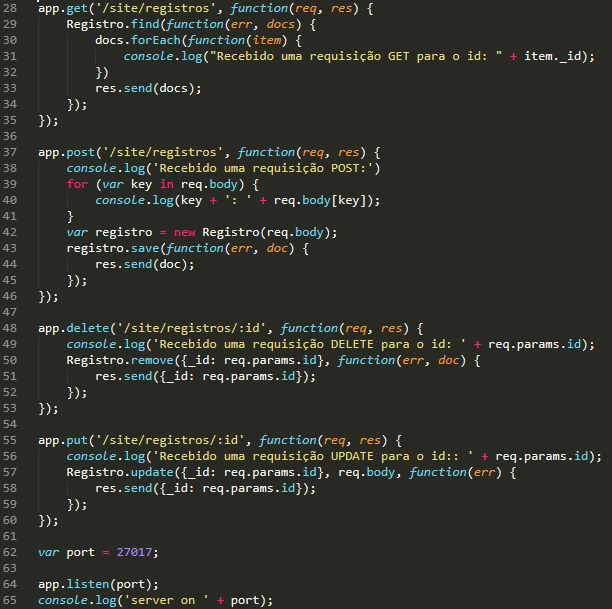 28 app.get('/site/registros', function(req, res) {
29     Registro.find(function(err, docs) {
30         docs.forEach(function(item) {
31             console.log("Recebido uma requisição GET para o id: " + item._id);
32         })
33         res.send(docs);
34     });
35 });
36
37 app.post('/site/registros', function(req, res) {
38     console.log('Recebido uma requisição POST:')
39     for (var key in req.body) {
40         console.log(key + ': ' + req.body[key]);
41     }
42     var registro = new Registro(req.body);
43     registro.save(function(err, doc) {
44         res.send(doc);
45     });
46 });
47
48 app.delete('/site/registros/:id', function(req, res) {
49     console.log('Recebido uma requisição DELETE para o id: ' + req.params.id);
50     Registro.remove({_id: req.params.id}, function(err, doc) {
51         res.send({_id: req.params.id});
52     });
53 });
54
55 app.put('/site/registros/:id', function(req, res) {
56     console.log('Recebido uma requisição UPDATE para o id:: ' + req.params.id);
57     Registro.update({_id: req.params.id}, req.body, function(err) {
58         res.send({_id: req.params.id});
59     });
60 });
61
62 var port = 27017;
63
64 app.listen(port);
65 console.log('server on ' + port);